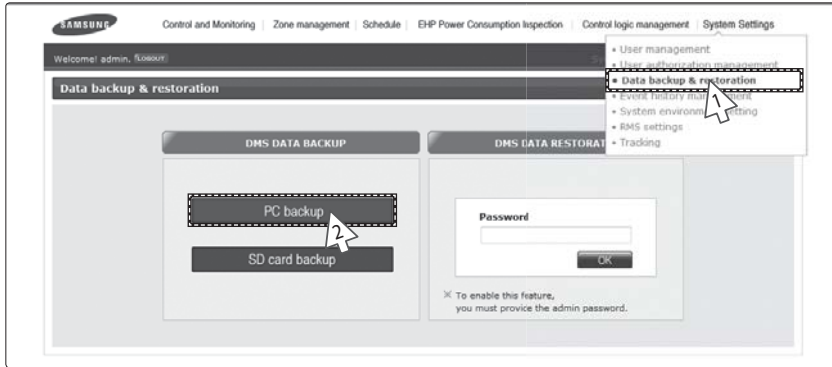 SAMSUNG Control and Monitoring Zone management Schedule EHP Power Consumption Inspection Control logic management System Settings
Welcome! admin, LOGOUT
• User management
• User authorization management
• Data backup & restoration
• Event history management
• System environment setting
• RMS settings
• Tracking
1
Data backup & restoration
DMS DATA BACKUP
DMS DATA RESTORAT
PC backup
2
SD card backup
Password
OK
※ To enable this feature,
you must provice the admin password.